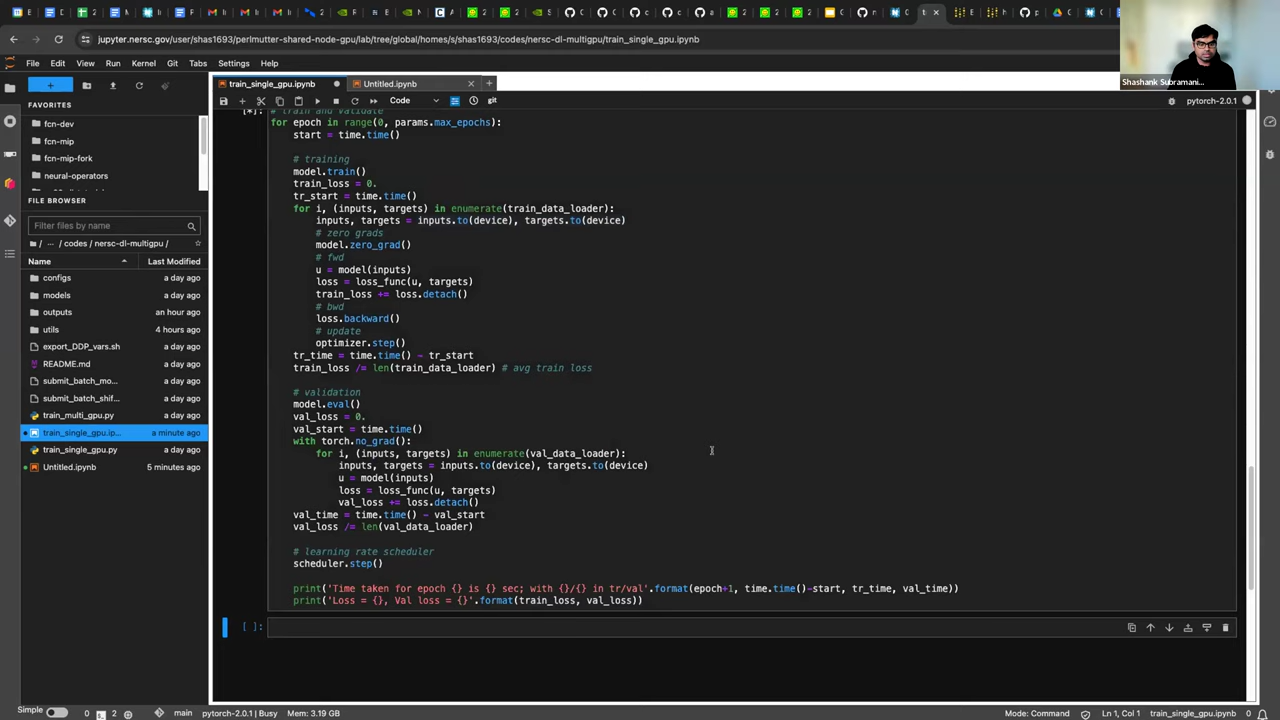 jupyter.nersc.gov/user/shas1693/perlmutter-shared-node-gpu/lab/tree/global/homes/s/shas1693/codes/nersc-dl-multigpu/train_single_gpu.ipynb
Shashank Subramani...
File Edit View Run Kernel Git Tabs Settings Help
train_single_gpu.ipynb
Untitled.ipynb
Code
git
pytorch-2.0.1
FAVORITES
fcn-dev
fcn-mip
fcn-mip-fork
neural-operators
FILE BROWSER
Filter files by name
/ ... / codes / nersc-dl-multigpu /
Name Last Modified
configs a day ago
models a day ago
outputs an hour ago
utils 4 hours ago
export_DDP_vars.sh a day ago
README.md a day ago
submit_batch_mo... a day ago
submit_batch_shif... a day ago
train_multi_gpu.py a day ago
train_single_gpu.ip... a minute ago
train_single_gpu.py a day ago
Untitled.ipynb 5 minutes ago
[*]: # train and validate
for epoch in range(0, params.max_epochs):
start = time.time()
# training
model.train()
train_loss = 0.
tr_start = time.time()
for i, (inputs, targets) in enumerate(train_data_loader):
inputs, targets = inputs.to(device), targets.to(device)
# zero grads
model.zero_grad()
# fwd
u = model(inputs)
loss = loss_func(u, targets)
train_loss += loss.detach()
# bwd
loss.backward()
# update
optimizer.step()
tr_time = time.time() - tr_start
train_loss /= len(train_data_loader) # avg train loss
# validation
model.eval()
val_loss = 0.
val_start = time.time()
with torch.no_grad():
for i, (inputs, targets) in enumerate(val_data_loader):
inputs, targets = inputs.to(device), targets.to(device)
u = model(inputs)
loss = loss_func(u, targets)
val_loss += loss.detach()
val_time = time.time() - val_start
val_loss /= len(val_data_loader)
# learning rate scheduler
scheduler.step()
print('Time taken for epoch {} is {} sec; with {}/{} in tr/val'.format(epoch+1, time.time()-start, tr_time, val_time))
print('Loss = {}, Val loss = {}'.format(train_loss, val_loss))
[ ]:
Simple 0 2 main pytorch-2.0.1 | Busy Mem: 3.19 GB Mode: Command Ln 1, Col 1 train_single_gpu.ipynb 0